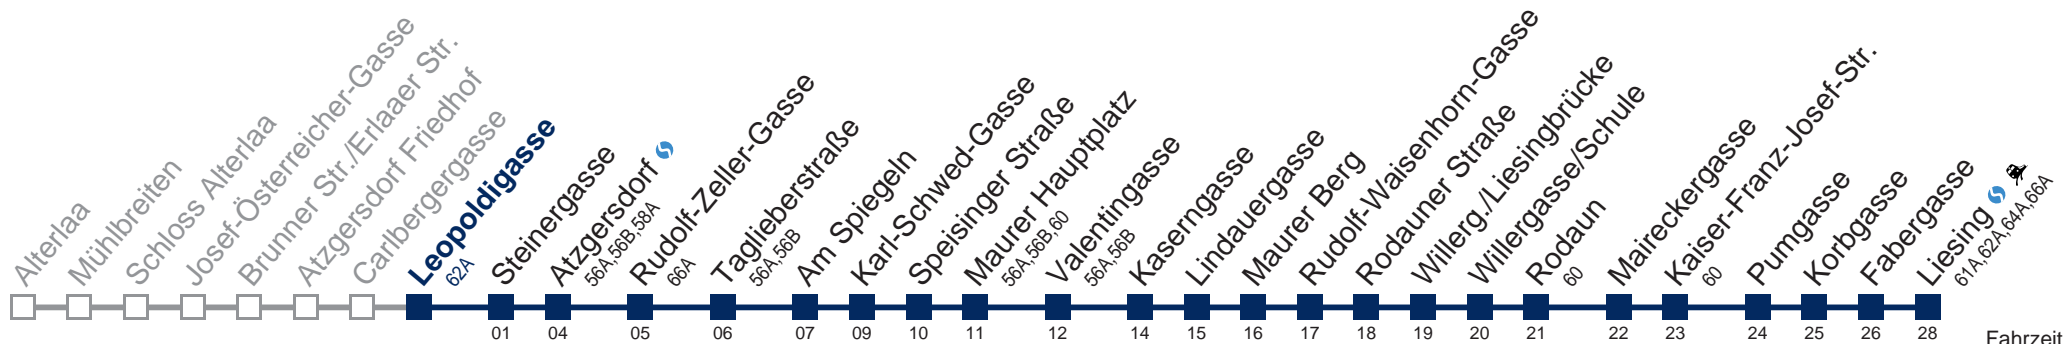 Alterlaa
Mühlbreiten
Schloss Alterlaa
Josef-Österreicher-Gasse
Brunner Str./Erlaaer Str.
Atzgersdorf Friedhof
Carlbergergasse
Leopoldigasse
62A
Steinergasse
Atzgersdorf
56A,56B,58A
Rudolf-Zeller-Gasse
66A
Taglieberstraße
56A,56B
Am Spiegeln
Karl-Schwed-Gasse
Speisinger Straße
Maurer Hauptplatz
56A,56B,60
Valentingasse
56A,56B
Kaserngasse
Lindauergasse
Maurer Berg
Rudolf-Waisenhorn-Gasse
Rodauner Straße
Willerg./Liesingbrücke
Willergasse/Schule
Rodaun
60
Maireckergasse
Kaiser-Franz-Josef-Str.
60
Pumgasse
Korbgasse
Fabergasse
Liesing
61A,62A,64A,66A
01 04 05 06 07 09 10 11 12 14 15 16 17 18 19 20 21 22 23 24 25 26 28
Fahrzeit